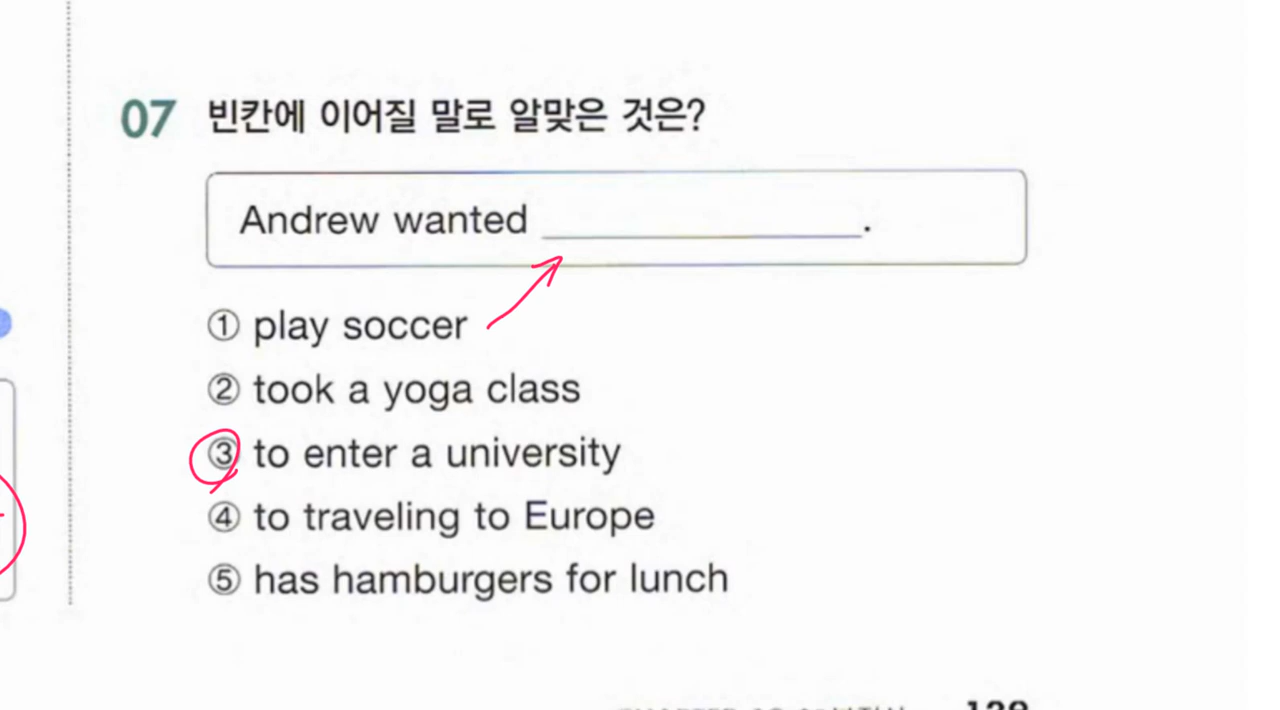 07 빈칸에 이어질 말로 알맞은 것은?
Andrew wanted ____________.
① play soccer
② took a yoga class
③ to enter a university
④ to traveling to Europe
⑤ has hamburgers for lunch